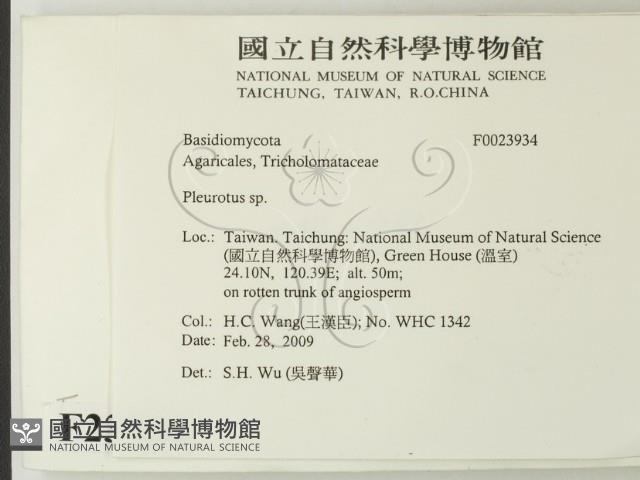 國立自然科學博物館
NATIONAL MUSEUM OF NATURAL SCIENCE
TAICHUNG, TAIWAN, R.O.CHINA
Basidiomycota F0023934
Agaricales, Tricholomataceae
Pleurotus sp.
Loc.: Taiwan. Taichung: National Museum of Natural Science
(國立自然科學博物館), Green House (溫室)
24.10N, 120.39E; alt. 50m;
on rotten trunk of angiosperm
Col.: H.C. Wang(王漢臣); No. WHC 1342
Date: Feb. 28, 2009
Det.: S.H. Wu (吳聲華)
F2
國立自然科學博物館
NATIONAL MUSEUM OF NATURAL SCIENCE